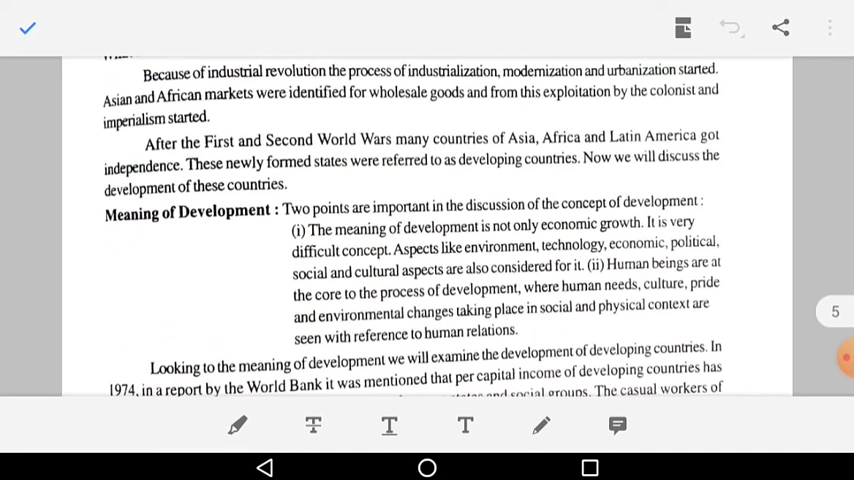 Because of industrial revolution the process of industrialization, modernization and urbanization started.
Asian and African markets were identified for wholesale goods and from this exploitation by the colonist and
imperialism started.
After the First and Second World Wars many countries of Asia, Africa and Latin America got
independence. These newly formed states were referred to as developing countries. Now we will discuss the
development of these countries.
Meaning of Development : Two points are important in the discussion of the concept of development :
(i) The meaning of development is not only economic growth. It is very
difficult concept. Aspects like environment, technology, economic, political,
social and cultural aspects are also considered for it. (ii) Human beings are at
the core to the process of development, where human needs, culture, pride
and environmental changes taking place in social and physical context are
seen with reference to human relations.
5
Looking to the meaning of development we will examine the development of developing countries. In
1974, in a report by the World Bank it was mentioned that per capital income of developing countries has
and social groups. The casual workers of
T T T